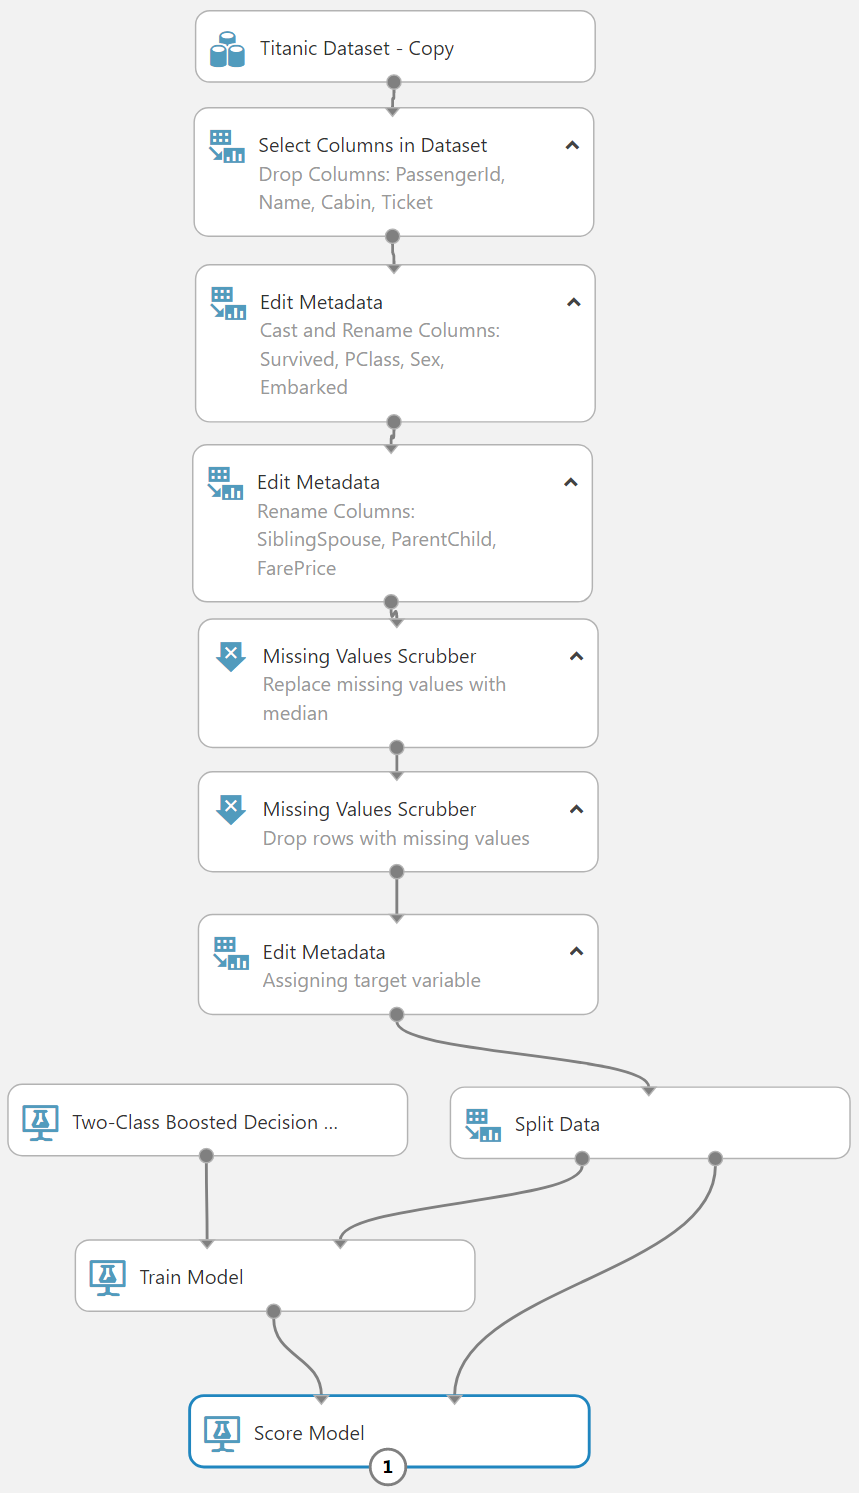 Titanic Dataset - Copy
Select Columns in Dataset
Drop Columns: PassengerId,
Name, Cabin, Ticket
Edit Metadata
Cast and Rename Columns:
Survived, PClass, Sex,
Embarked
Edit Metadata
Rename Columns:
SiblingSpouse, ParentChild,
FarePrice
Missing Values Scrubber
Replace missing values with
median
Missing Values Scrubber
Drop rows with missing values
Edit Metadata
Assigning target variable
Two-Class Boosted Decision ...
Split Data
Train Model
Score Model
1